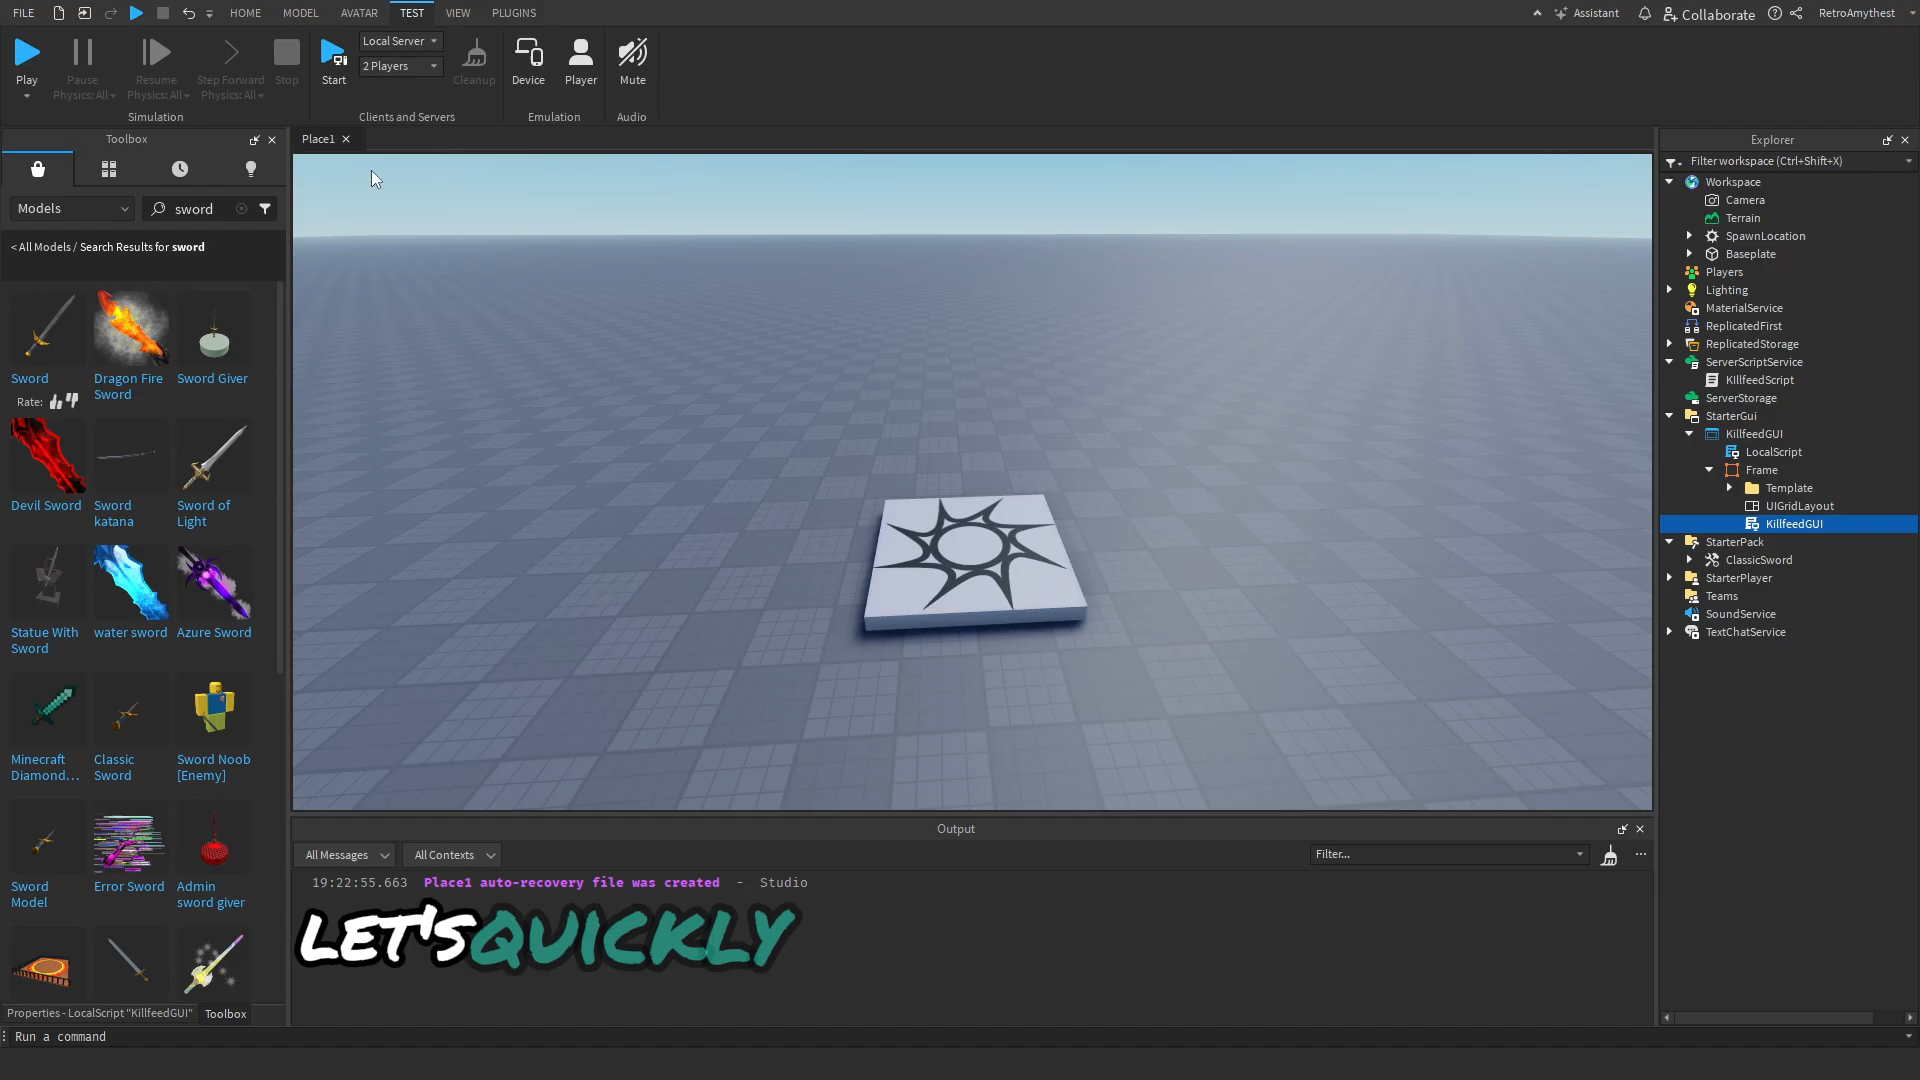 FILE HOME MODEL AVATAR TEST VIEW PLUGINS Assistant Collaborate RetroAmythest
Play Pause Resume Step Forward Stop Start Local Server 2 Players Cleanup Device Player Mute
Physics: All Physics: All Physics: All
Simulation Clients and Servers Emulation Audio
Toolbox
Models sword
< All Models / Search Results for sword
Sword
Rate:
Dragon Fire
Sword
Sword Giver
Devil Sword
Sword
katana
Sword of
Light
Statue With
Sword
water sword
Azure Sword
Minecraft
Diamond...
Classic
Sword
Sword Noob
[Enemy]
Sword
Model
Error Sword
Admin
sword giver
Properties - LocalScript "KillfeedGUI" Toolbox
Run a command
Place1
Output
All Messages All Contexts Filter...
19:22:55.663 Place1 auto-recovery file was created - Studio
LET'S QUICKLY
Explorer
Filter workspace (Ctrl+Shift+X)
Workspace
Camera
Terrain
SpawnLocation
Baseplate
Players
Lighting
MaterialService
ReplicatedFirst
ReplicatedStorage
ServerScriptService
KIllfeedScript
ServerStorage
StarterGui
KillfeedGUI
LocalScript
Frame
Template
UIGridLayout
KillfeedGUI
StarterPack
ClassicSword
StarterPlayer
Teams
SoundService
TextChatService